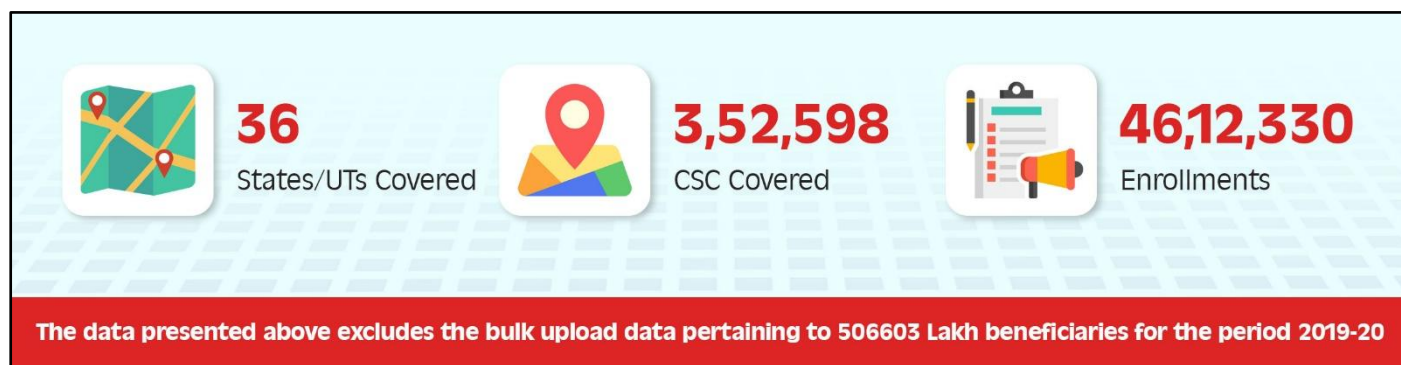 36
States/UTs Covered
3,52,598
CSC Covered
46,12,330
Enrollments
The data presented above excludes the bulk upload data pertaining to 506603 Lakh beneficiaries for the period 2019-20